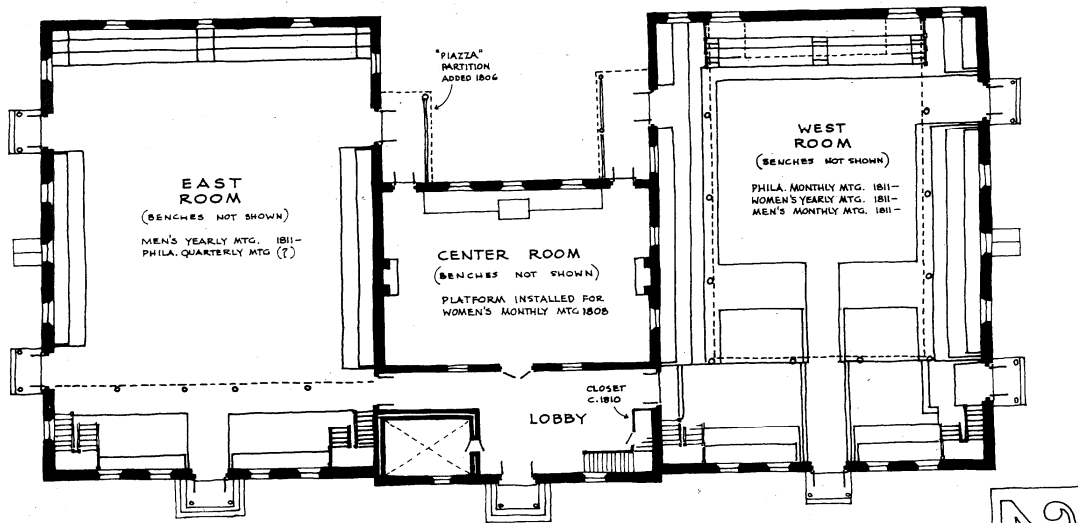 "PIAZZA"
PARTITION
ADDED 1806
EAST
ROOM
(BENCHES NOT SHOWN)
MEN'S YEARLY MTG. 1811-
PHILA. QUARTERLY MTG (?)
CENTER ROOM
(BENCHES NOT SHOWN)
PLATFORM INSTALLED FOR
WOMEN'S MONTHLY MTG 1808
WEST
ROOM
(BENCHES NOT SHOWN)
PHILA. MONTHLY MTG. 1811-
WOMEN'S YEARLY MTG. 1811-
MEN'S MONTHLY MTG. 1811-
CLOSET
C.1810
LOBBY